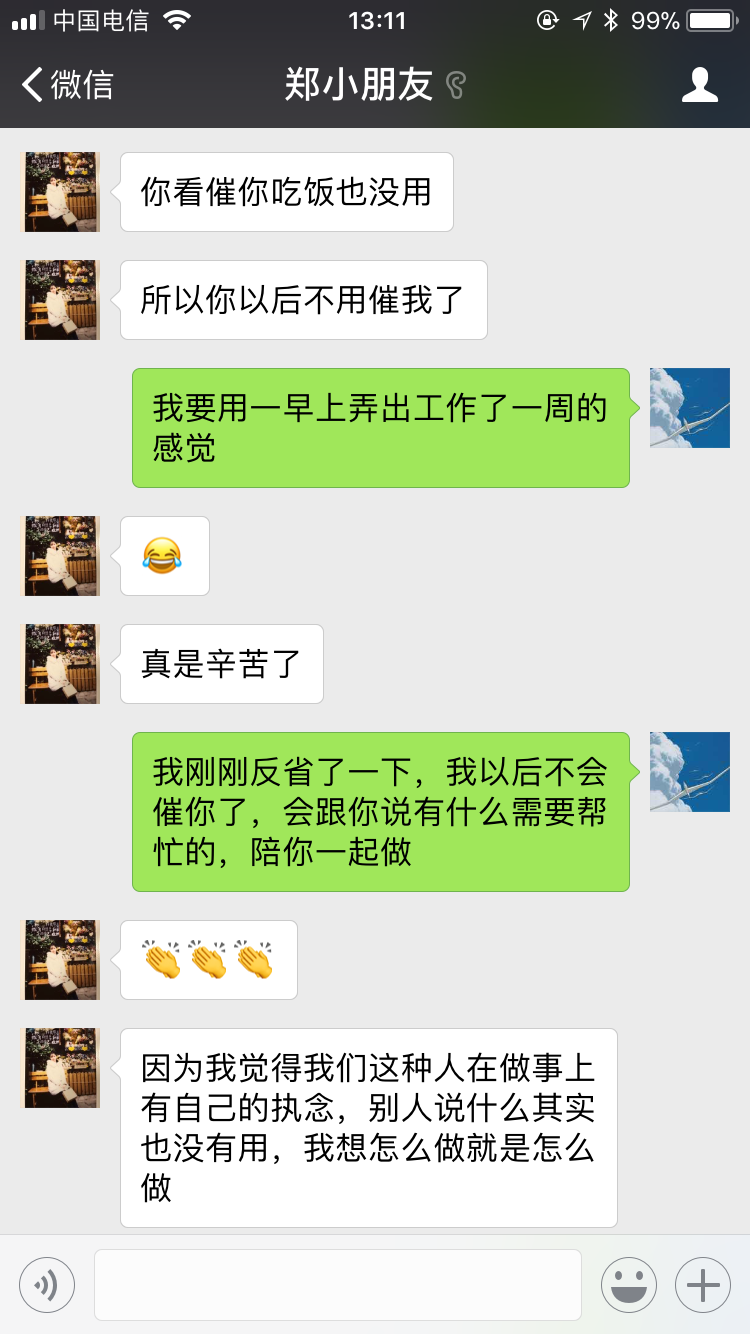 中国电信 13:11 99%
微信 郑小朋友
你看催你吃饭也没用
所以你以后不用催我了
我要用一早上弄出工作了一周的
感觉
😂
真是辛苦了
我刚刚反省了一下，我以后不会
催你了，会跟你说有什么需要帮
忙的，陪你一起做
👏👏👏
因为我觉得我们这种人在做事上
有自己的执念，别人说什么其实
也没有用，我想怎么做就是怎么
做